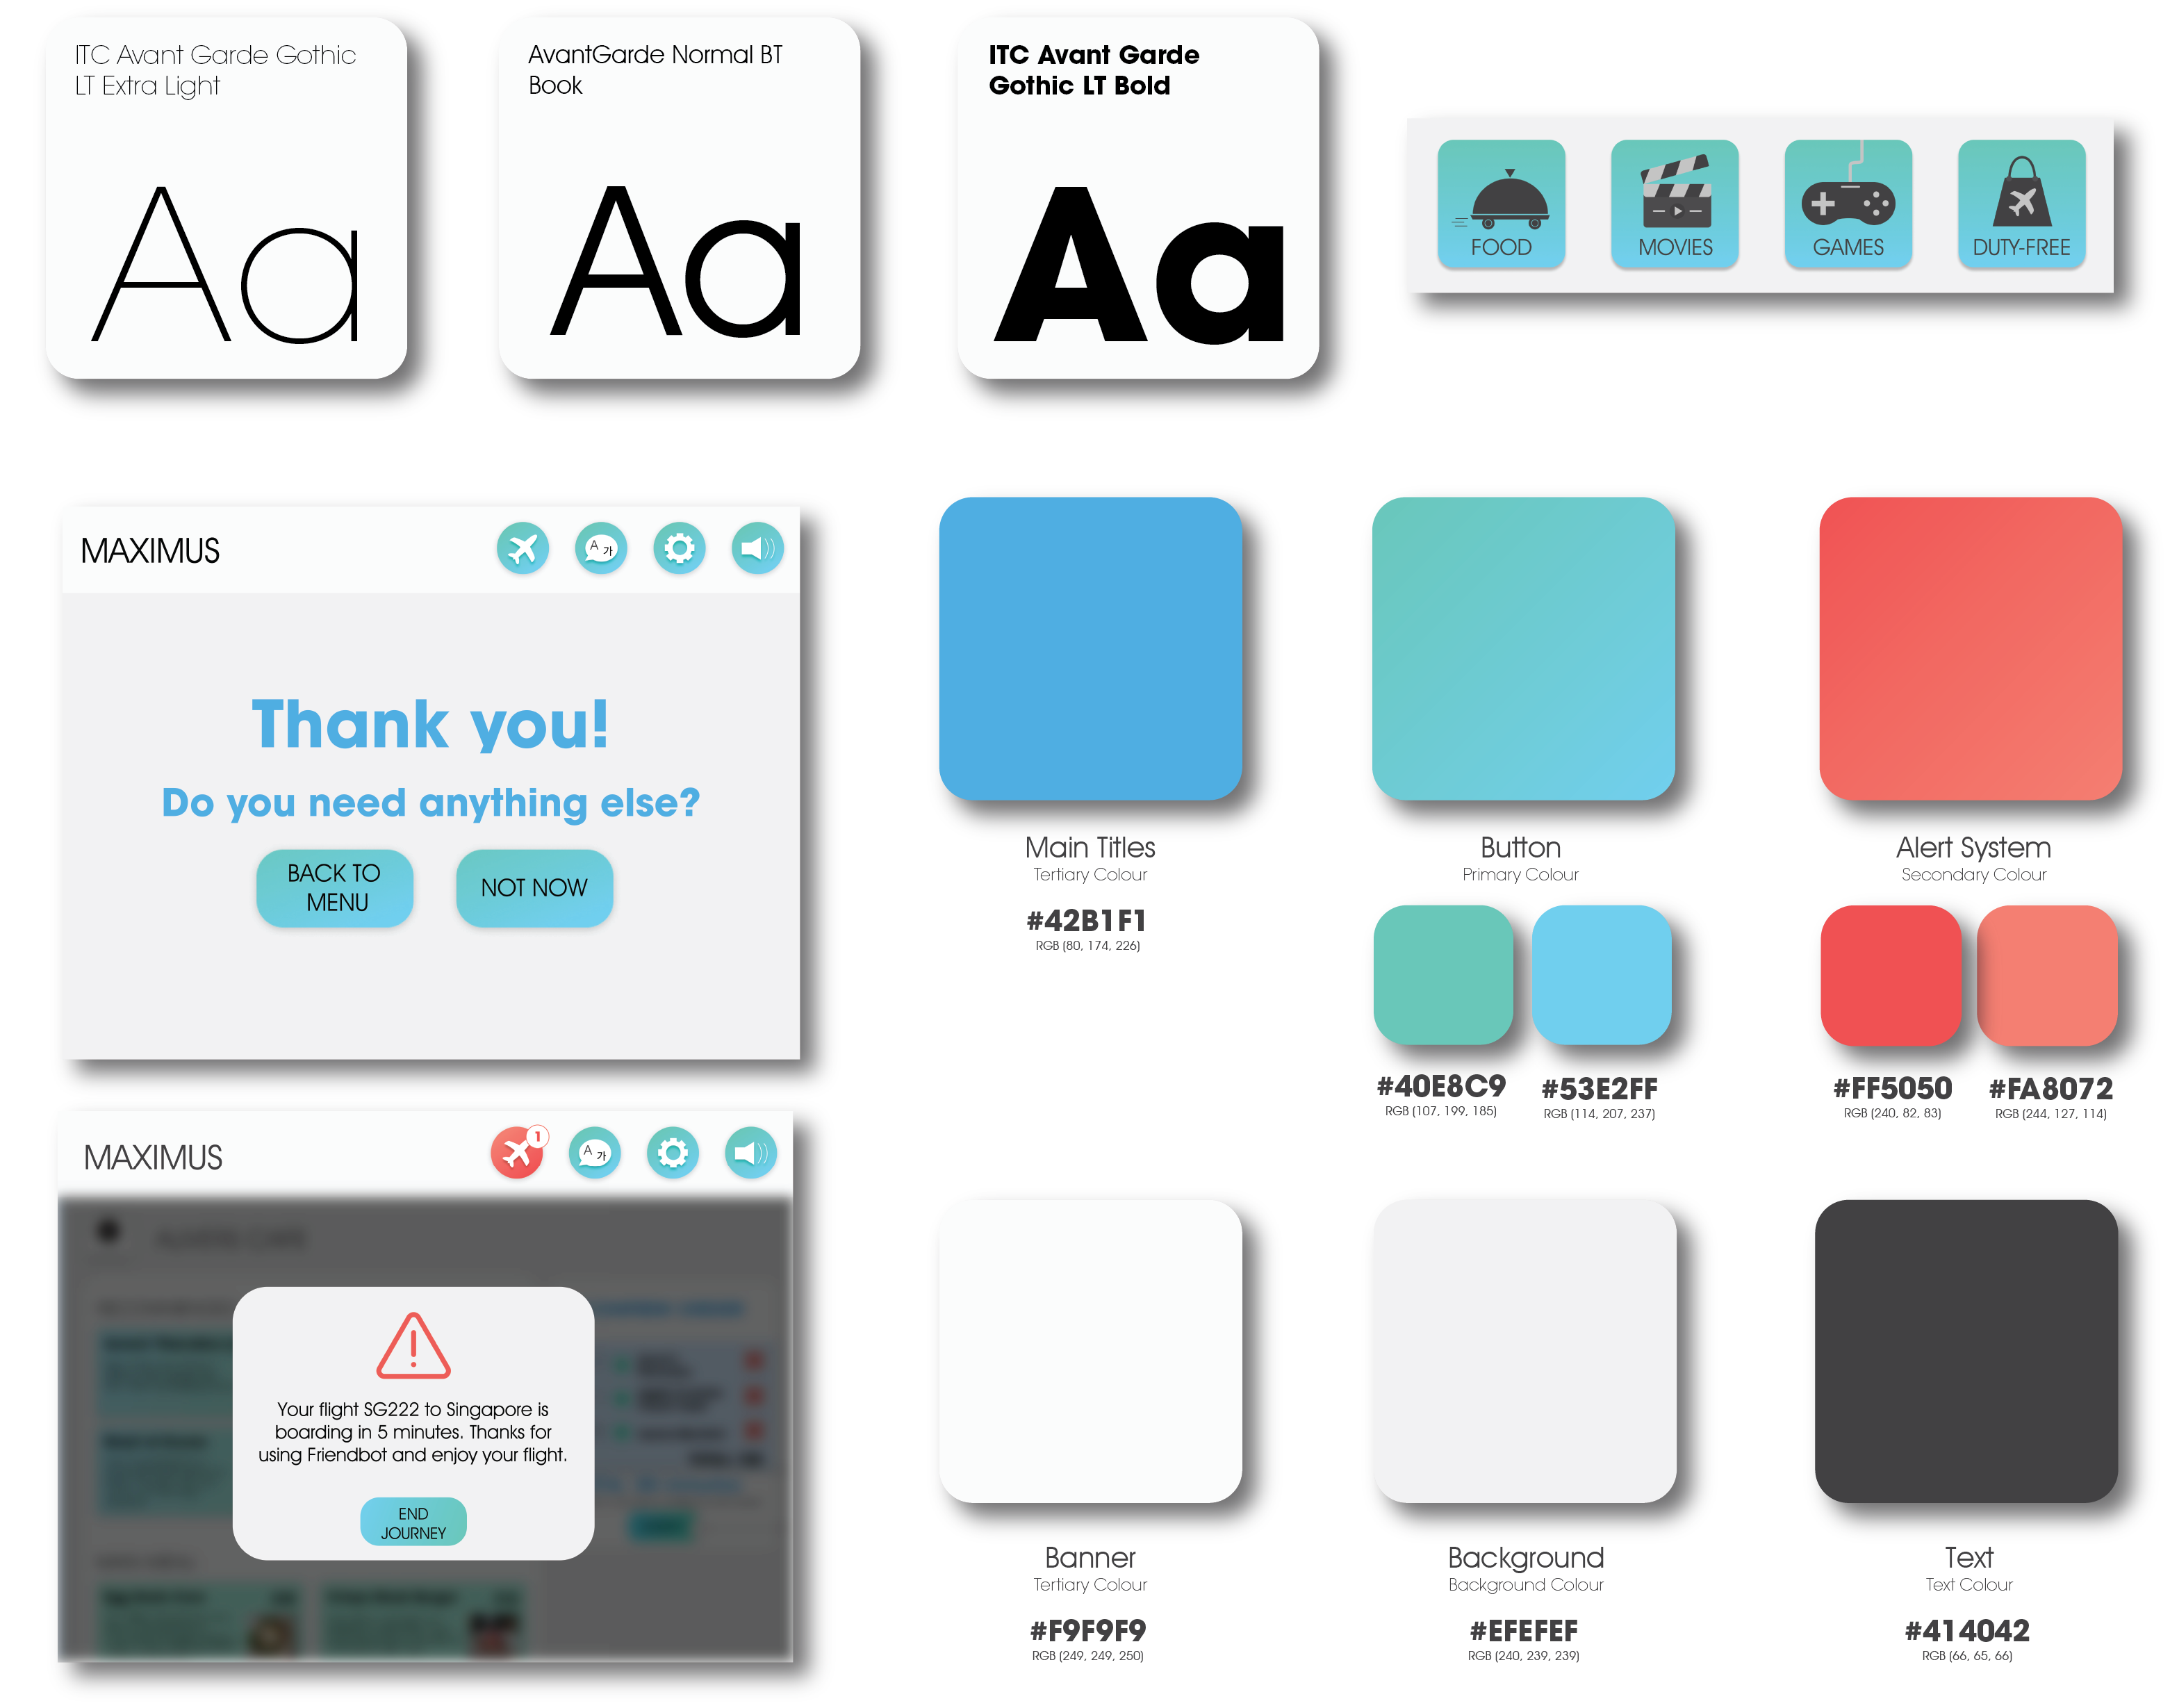 ITC Avant Garde Gothic
LT Extra Light
Aa
AvantGarde Normal BT
Book
Aa
ITC Avant Garde
Gothic LT Bold
Aa
FOOD
MOVIES
GAMES
DUTY-FREE
MAXIMUS
A 가
Thank you!
Do you need anything else?
BACK TO
MENU
NOT NOW
Main Titles
Tertiary Colour
#42B1F1
RGB (80, 174, 226)
Button
Primary Colour
#40E8C9
RGB (107, 199, 185)
#53E2FF
RGB (114, 207, 237)
Alert System
Secondary Colour
#FF5050
RGB (240, 82, 83)
#FA8072
RGB (244, 127, 114)
MAXIMUS
1
A 가
Your flight SG222 to Singapore is
boarding in 5 minutes. Thanks for
using Friendbot and enjoy your flight.
END
JOURNEY
Banner
Tertiary Colour
#F9F9F9
RGB (249, 249, 250)
Background
Background Colour
#EFEFEF
RGB (240, 239, 239)
Text
Text Colour
#414042
RGB (66, 65, 66)